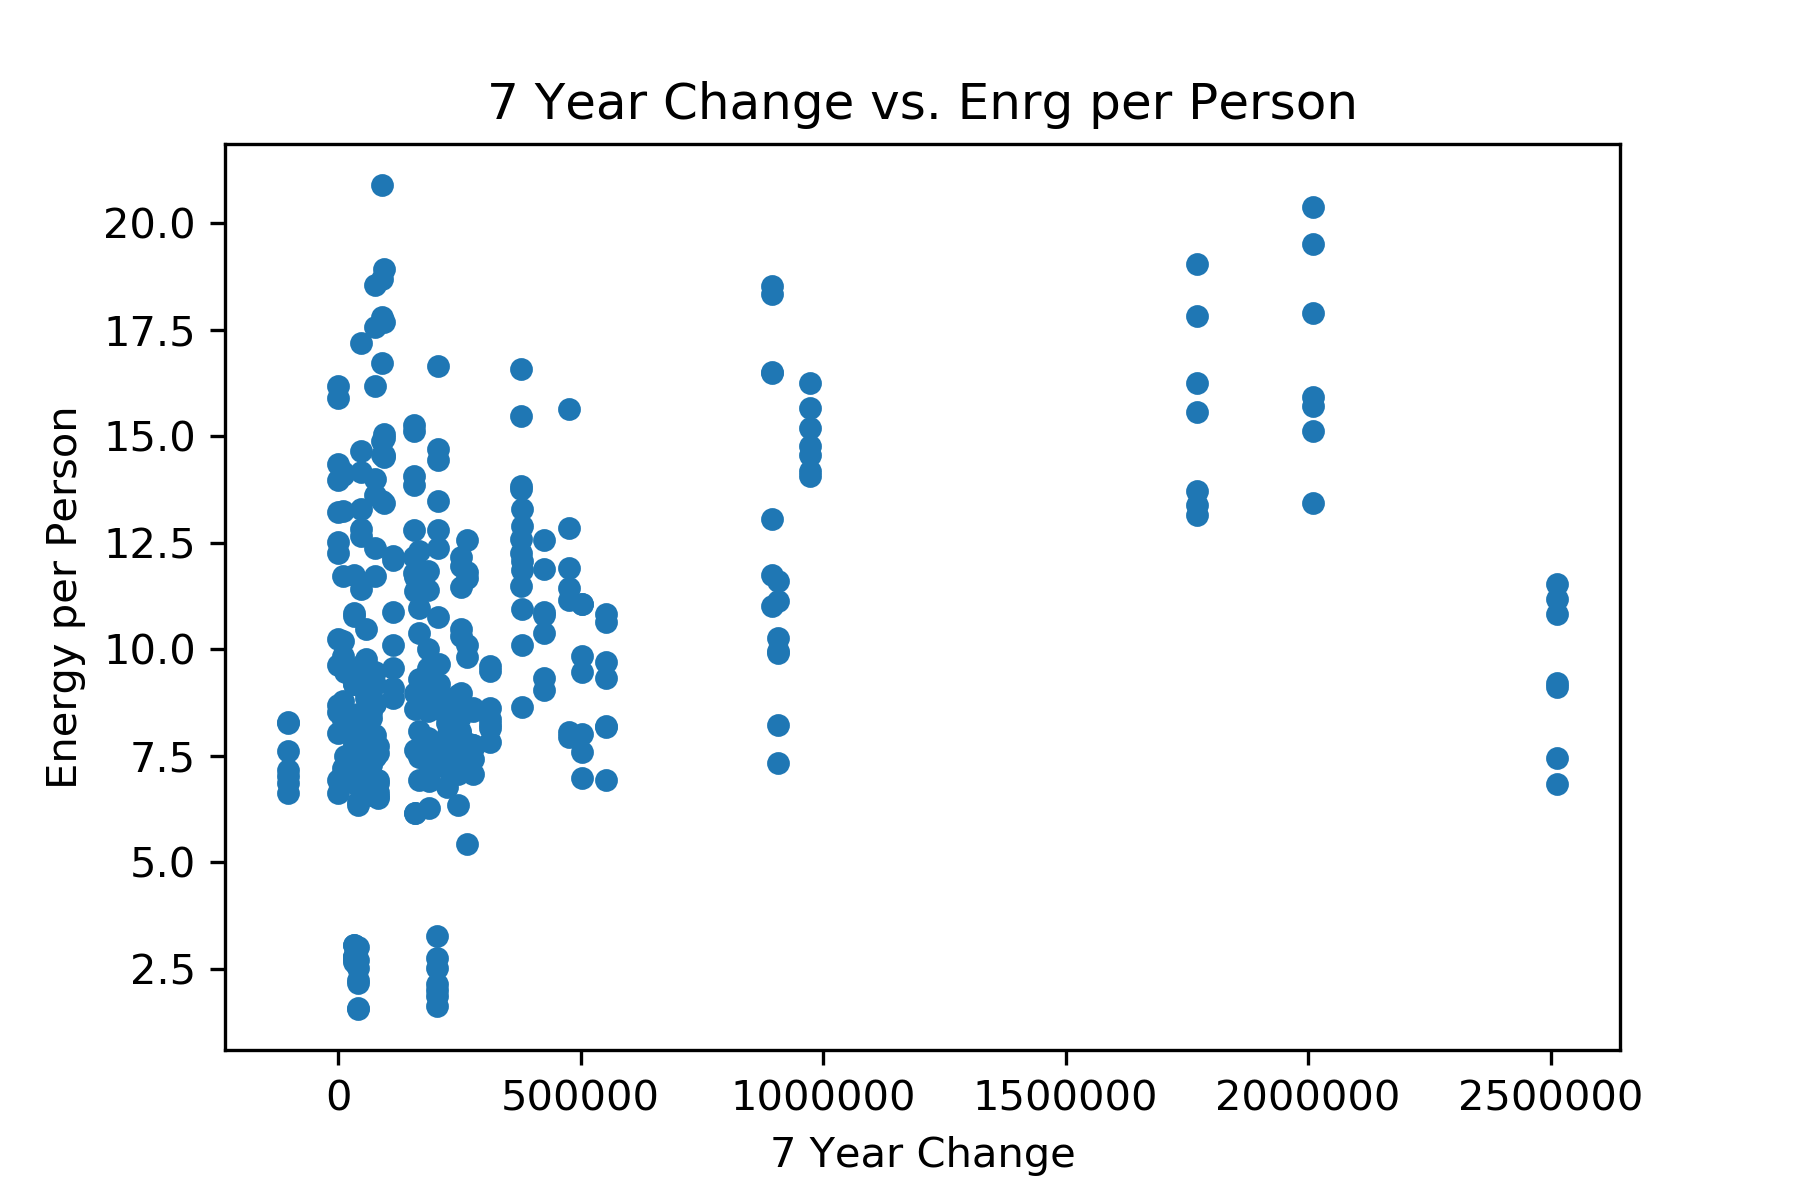 7 Year Change vs. Enrg per Person
Energy per Person
20.0
17.5
15.0
12.5
10.0
7.5
5.0
2.5
0 500000 1000000 1500000 2000000 2500000
7 Year Change